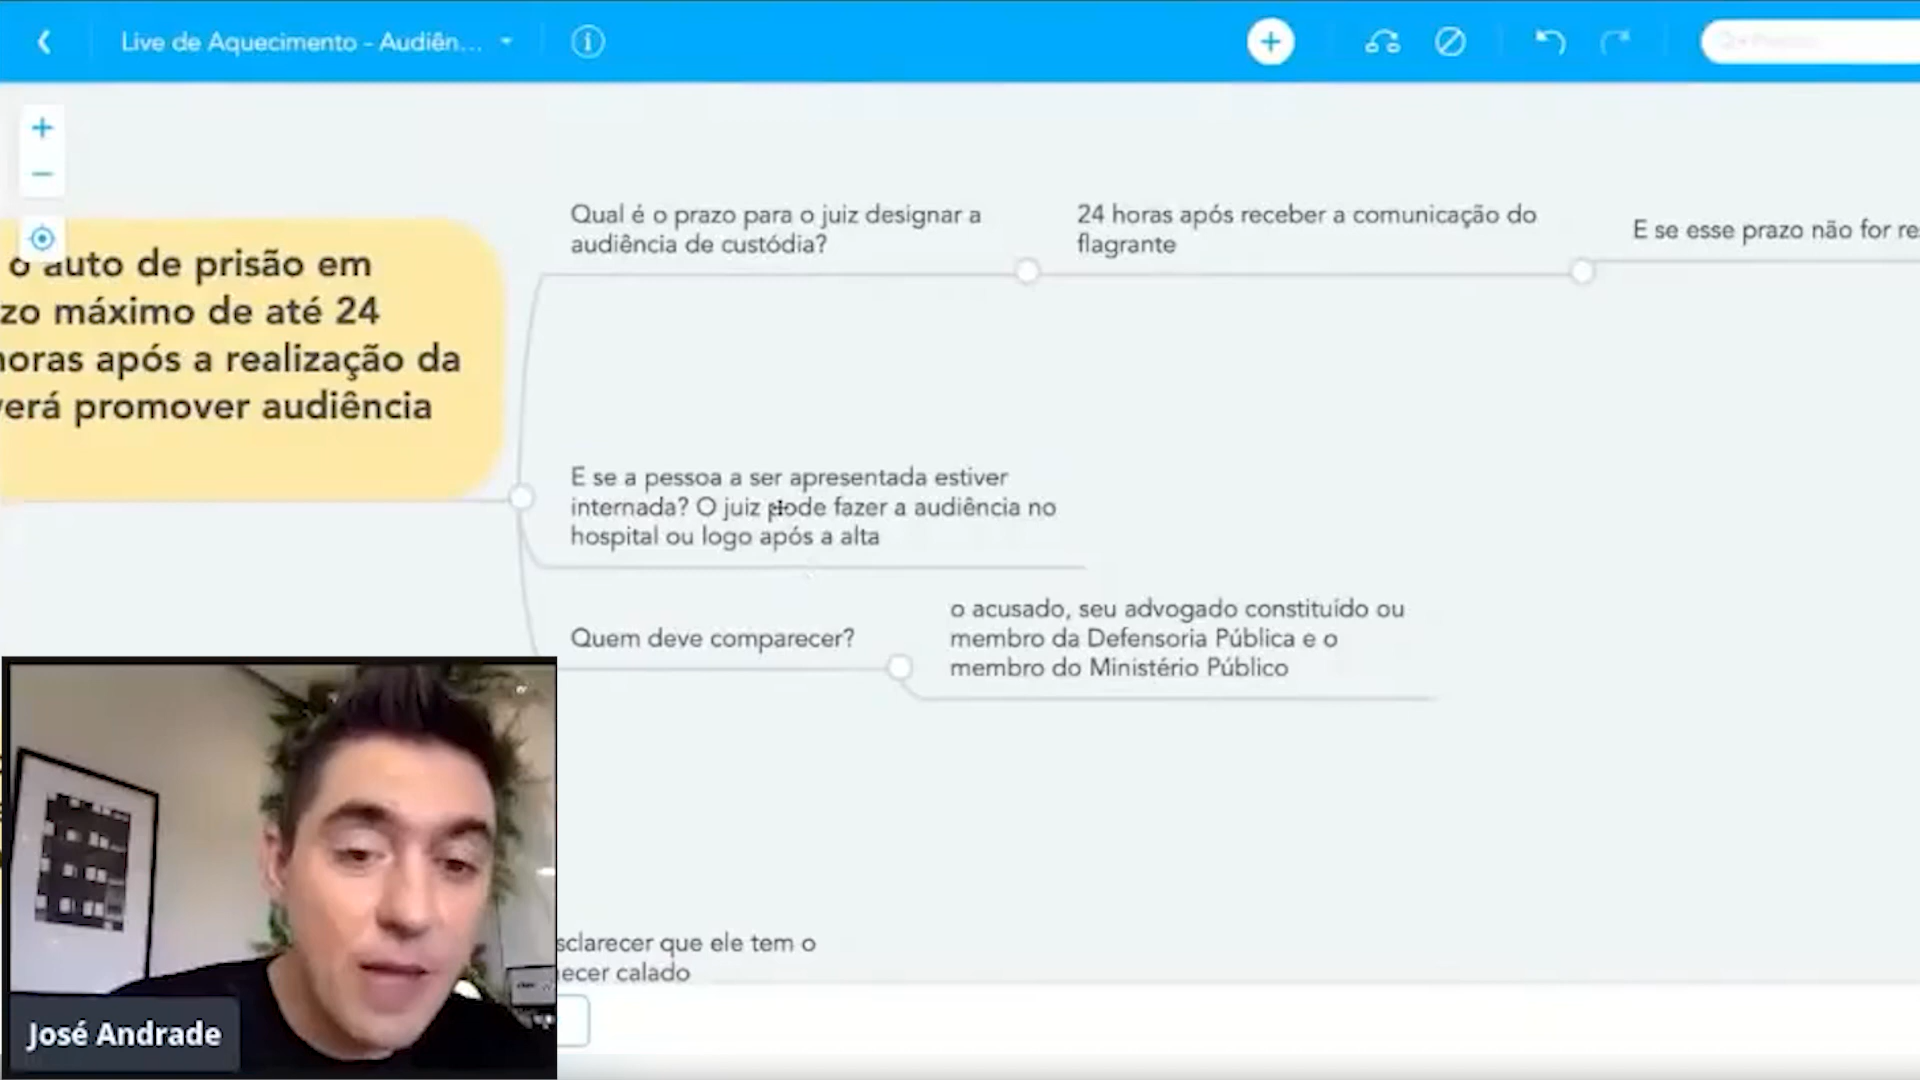 Live de Aquecimento - Audiên...
o auto de prisão em
zo máximo de até 24
horas após a realização da
verá promover audiência
Qual é o prazo para o juiz designar a
audiência de custódia?
24 horas após receber a comunicação do
flagrante
E se esse prazo não for re
E se a pessoa a ser apresentada estiver
internada? O juiz pode fazer a audiência no
hospital ou logo após a alta
Quem deve comparecer?
o acusado, seu advogado constituído ou
membro da Defensoria Pública e o
membro do Ministério Público
sclarecer que ele tem o
ecer calado
José Andrade